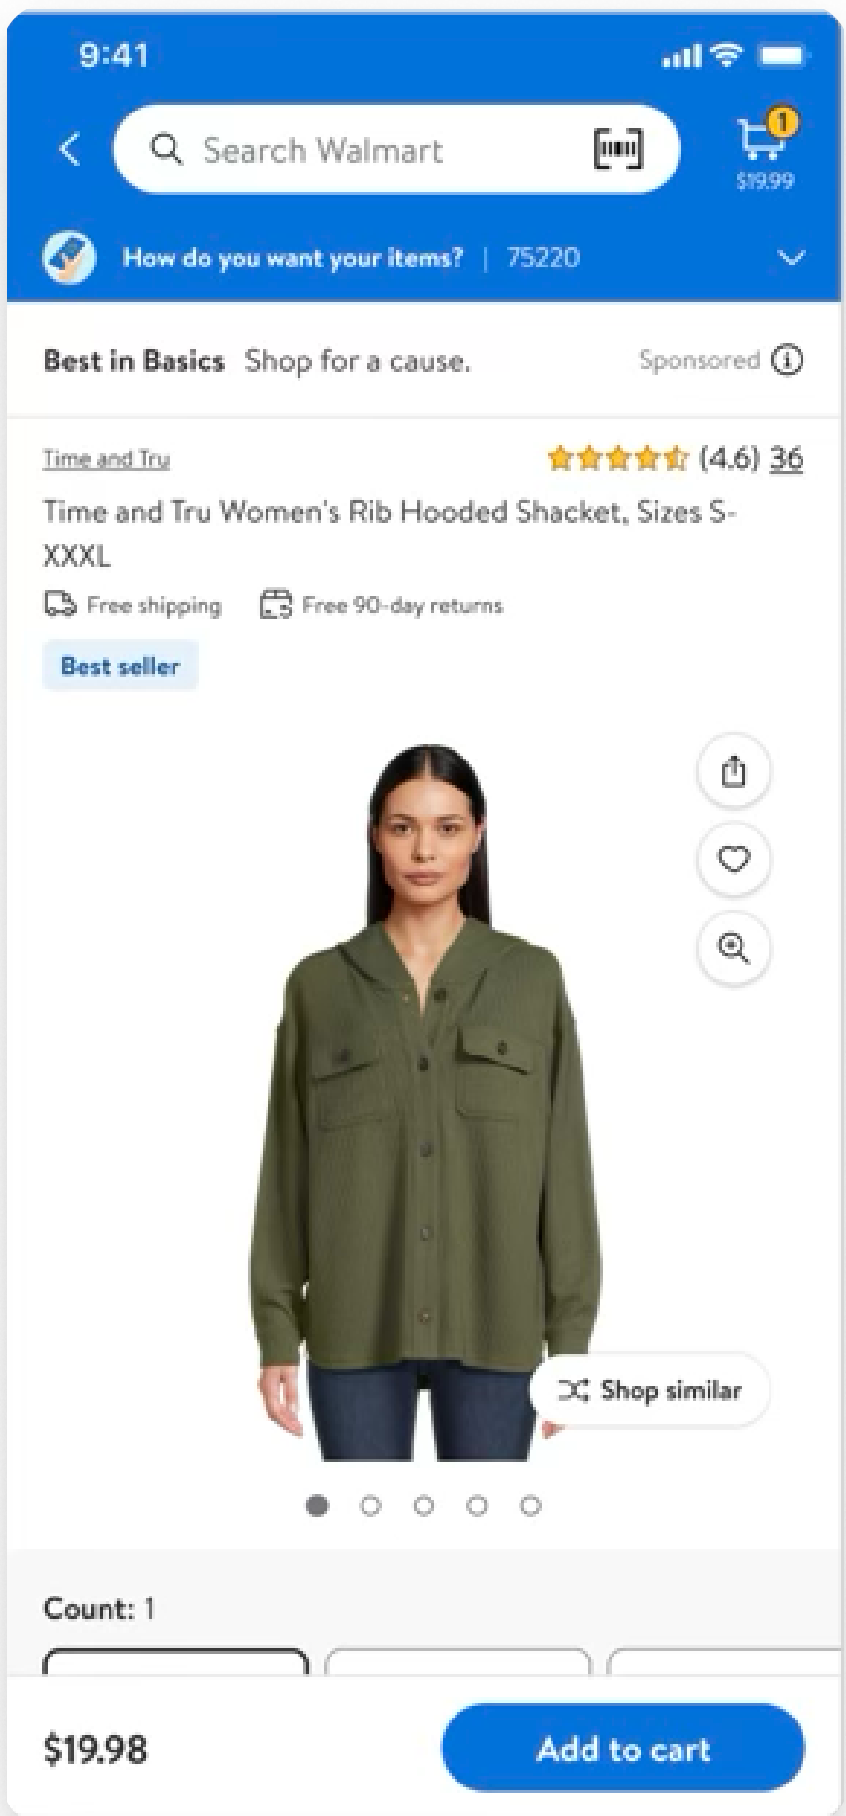 9:41
Search Walmart
1
$19.99
How do you want your items? | 75220
Best in Basics Shop for a cause. Sponsored
Time and Tru (4.6) 36
Time and Tru Women's Rib Hooded Shacket, Sizes S-
XXXL
Free shipping Free 90-day returns
Best seller
Shop similar
Count: 1
$19.98 Add to cart